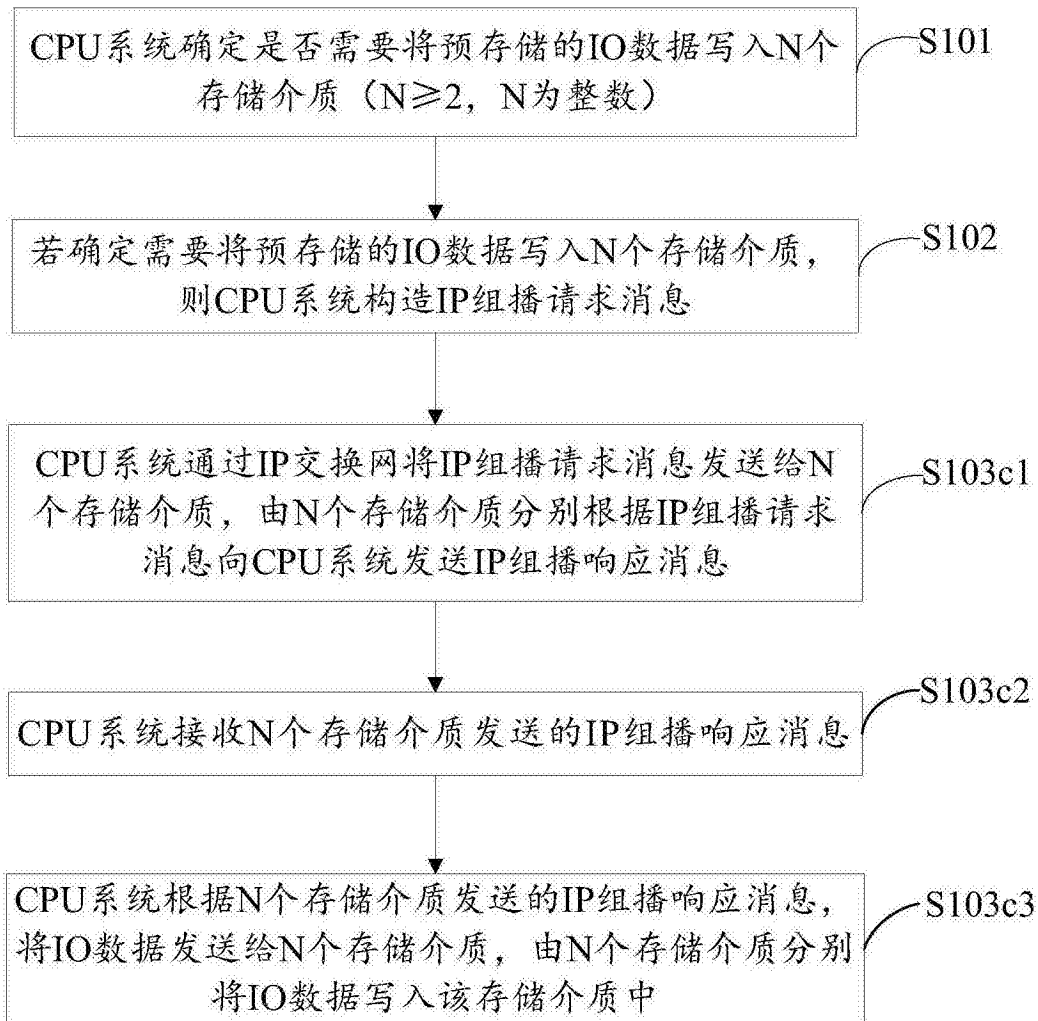 CPU系统确定是否需要将预存储的IO数据写入N个
存储介质（N≥2，N为整数）
S101
若确定需要将预存储的IO数据写入N个存储介质，
则CPU系统构造IP组播请求消息
S102
CPU系统通过IP交换网将IP组播请求消息发送给N
个存储介质，由N个存储介质分别根据IP组播请求
消息向CPU系统发送IP组播响应消息
S103c1
CPU系统接收N个存储介质发送的IP组播响应消息
S103c2
CPU系统根据N个存储介质发送的IP组播响应消息，
将IO数据发送给N个存储介质，由N个存储介质分别
将IO数据写入该存储介质中
S103c3